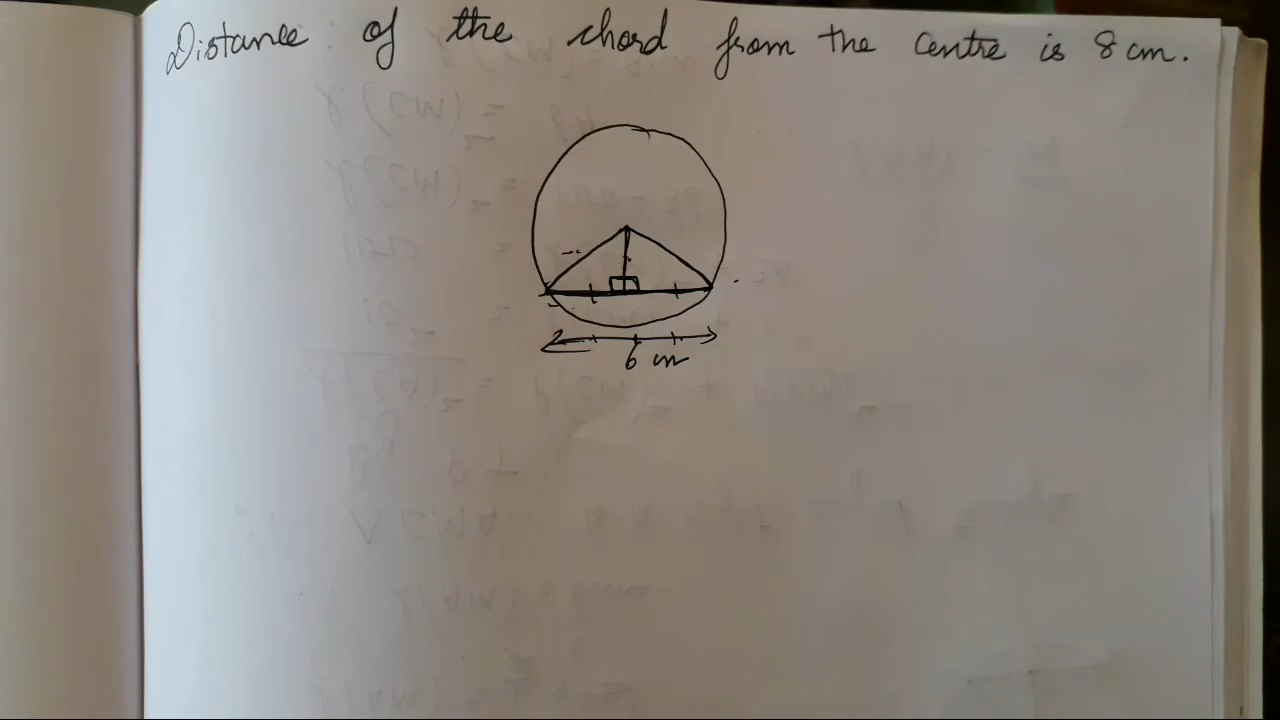 Distance of the chord from the centre is 8 cm.
6 cm